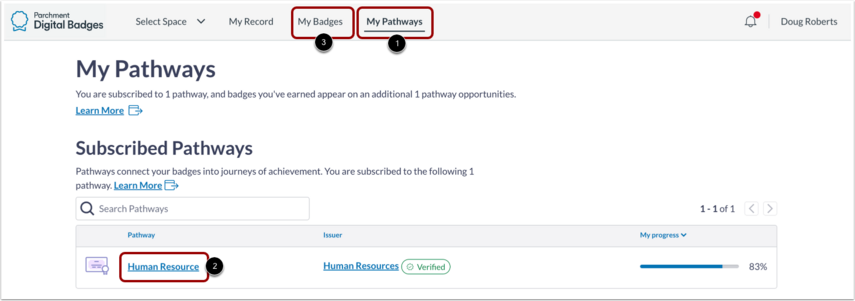 Parchment
Digital Badges
Select Space
My Record
My Badges
My Pathways
Doug Roberts
3
1
My Pathways
You are subscribed to 1 pathway, and badges you've earned appear on an additional 1 pathway opportunities.
Learn More
Subscribed Pathways
Pathways connect your badges into journeys of achievement. You are subscribed to the following 1
pathway. Learn More
Search Pathways
1 - 1 of 1
Pathway
Issuer
My progress
Human Resource
2
Human Resources
Verified
83%